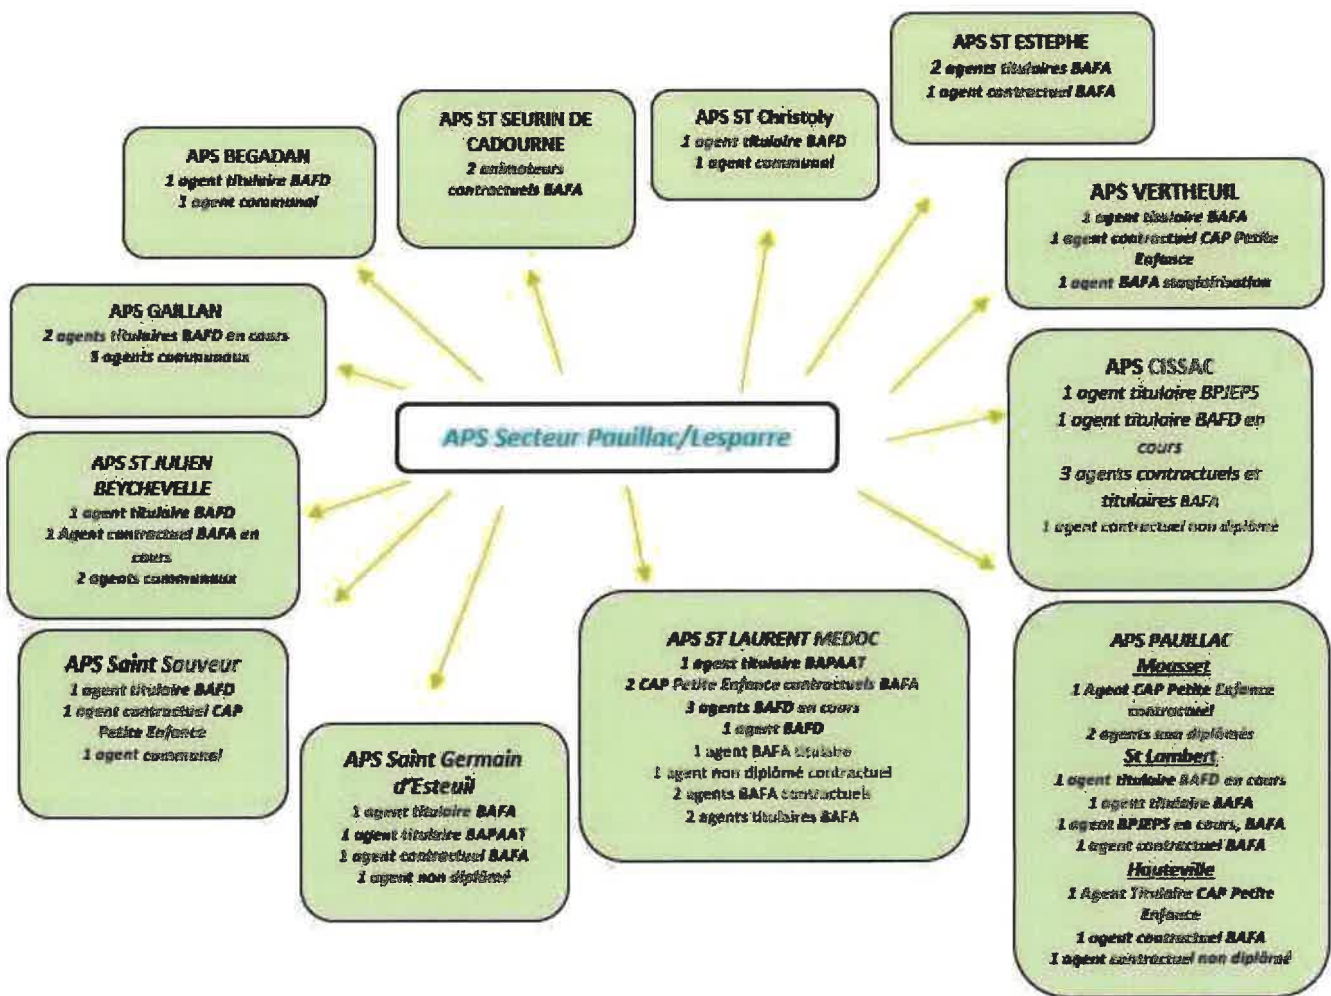 APS ST ESTEPHE
2 agents titulaires BAFA
1 agent contractuel BAFA
APS ST SEURIN DE
CADOURNE
2 animateurs
contractuels BAFA
APS ST Christoly
1 agent titulaire BAFD
1 agent communal
APS BEGADAN
1 agent titulaire BAFD
1 agent communal
APS VERTHEUIL
1 agent titulaire BAFA
1 agent contractuel CAP Petite
Enfance
1 agent BAFA stagiairisation
APS GAILLAN
2 agents titulaires BAFD en cours
agents communaux
APS CISSAC
1 agent titulaire BPJEPS
1 agent titulaire BAFD en
cours
3 agents contractuels et
titulaires BAFA
1 agent contractuel non diplômé
APS Secteur Pauillac/Lesparre
APS ST JULIEN
BEYCHEVELLE
1 agent titulaire BAFD
1 Agent contractuel BAFA en
cours
2 agents communaux
APS Saint Sauveur
1 agent titulaire BAFD
1 agent contractuel CAP
Petite Enfance
1 agent communal
APS Saint Germain
d'Esteuil
1 agent titulaire BAFA
1 agent titulaire BAPAAT
1 agent contractuel BAFA
1 agent non diplômé
APS ST LAURENT MEDOC
1 agent titulaire BAPAAT
2 CAP Petite Enfance contractuels BAFA
3 agents BAFD en cours
1 agent BAFD
1 agent BAFA titulaire
1 agent non diplômé contractuel
2 agents BAFA contractuels
2 agents titulaires BAFA
APS PAUILLAC
Mousset
1 Agent CAP Petite Enfance
contractuel
2 agents non diplômés
St Lambert
1 agent titulaire BAFD en cours
1 agent titulaire BAFA
1 agent BPJEPS en cours, BAFA
1 agent contractuel BAFA
Hauteville
1 Agent Titulaire CAP Petite
Enfance
1 agent contractuel BAFA
1 agent contractuel non diplômé